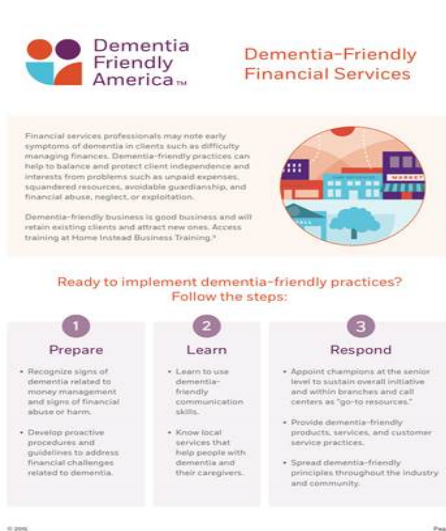 Dementia
Friendly
America™
Dementia-Friendly
Financial Services
Financial services professionals may note early
symptoms of dementia in clients such as difficulty
managing finances. Dementia-friendly practices can
help to balance and protect client independence and
interests from problems such as unpaid expenses,
squandered resources, avoidable guardianship, and
financial abuse, neglect, or exploitation.
Dementia-friendly business is good business and will
retain existing clients and attract new ones. Access
training at Home Instead Business Training.
MARKET
Ready to implement dementia-friendly practices?
Follow the steps:
1
Prepare
• Recognize signs of
dementia related to
money management
and signs of financial
abuse or harm.
• Develop proactive
procedures and
guidelines to address
financial challenges
related to dementia.
2
Learn
• Learn to use
dementia-
friendly
communication
skills.
• Know local
services that
help people with
dementia and
their caregivers.
3
Respond
• Appoint champions at the senior
level to sustain overall initiative
and within branches and call
centers as "go-to resources."
• Provide dementia-friendly
products, services, and customer
service practices.
• Spread dementia-friendly
principles throughout the industry
and community.
©